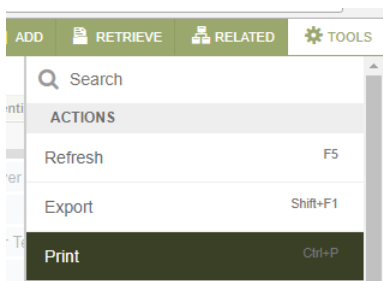 ADD RETRIEVE RELATED TOOLS
Search
ACTIONS
Refresh F5
Export Shift+F1
Print Ctrl+P